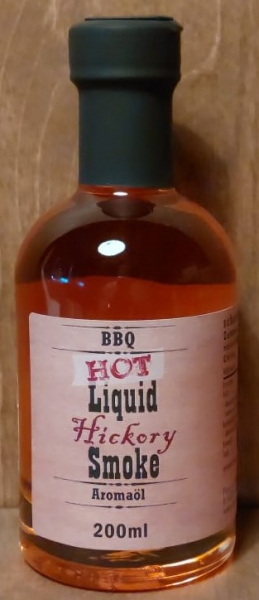 BBQ
HOT
Liquid
Hickory
Smoke
Aromaöl
200ml